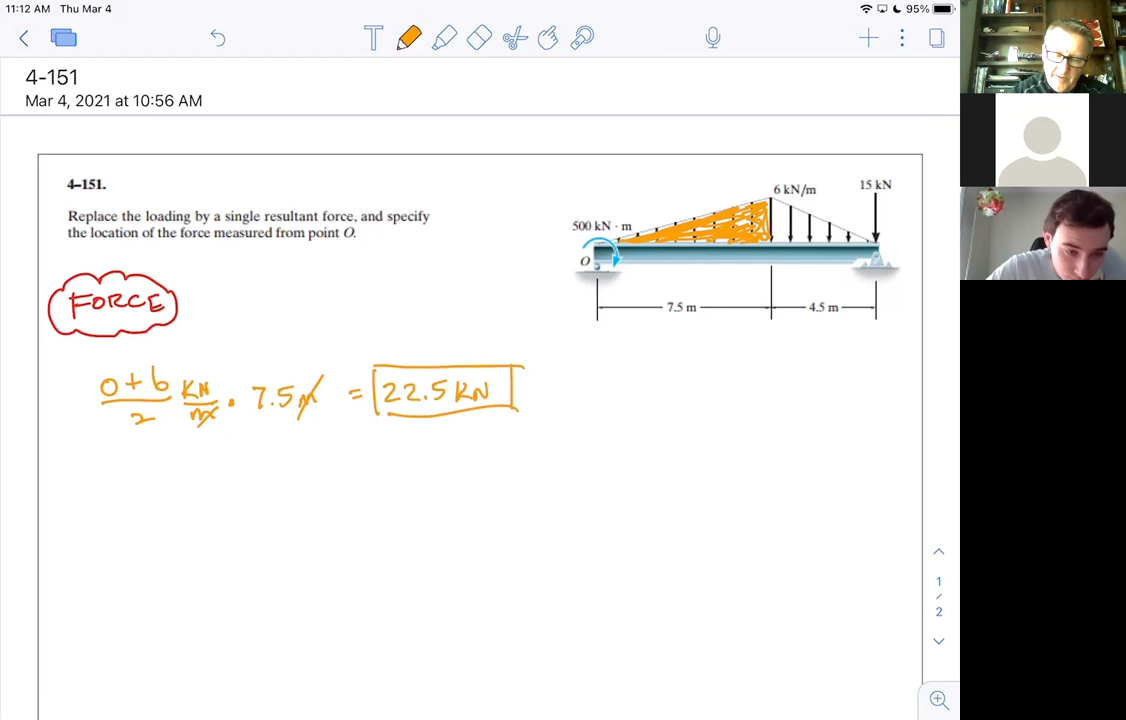 11:12 AM Thu Mar 4
95%
4-151
Mar 4, 2021 at 10:56 AM
4–151.
Replace the loading by a single resultant force, and specify
the location of the force measured from point O.
6 kN/m
15 kN
500 kN · m
O
7.5 m
4.5 m
FORCE
0+6/2 KN/m · 7.5 m = 22.5 KN
1
/
2